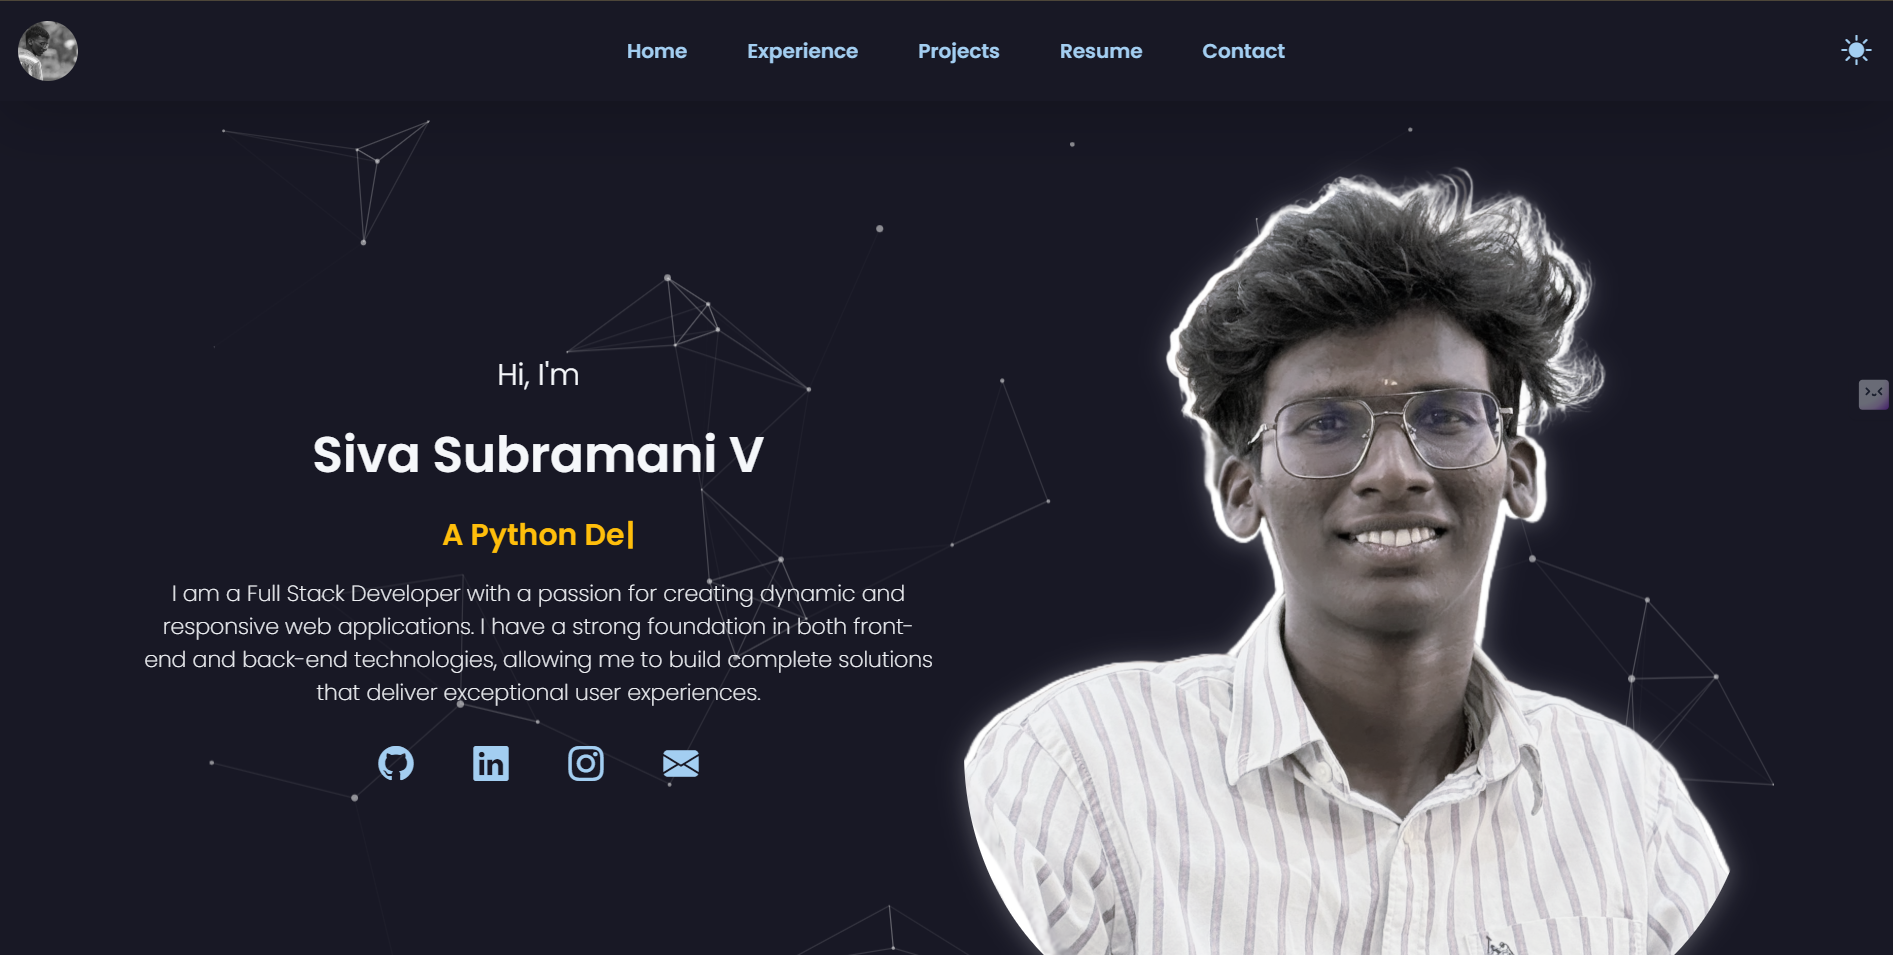 Home Experience Projects Resume Contact
Hi, I'm
Siva Subramani V
A Python De|
I am a Full Stack Developer with a passion for creating dynamic and
responsive web applications. I have a strong foundation in both front-
end and back-end technologies, allowing me to build complete solutions
that deliver exceptional user experiences.